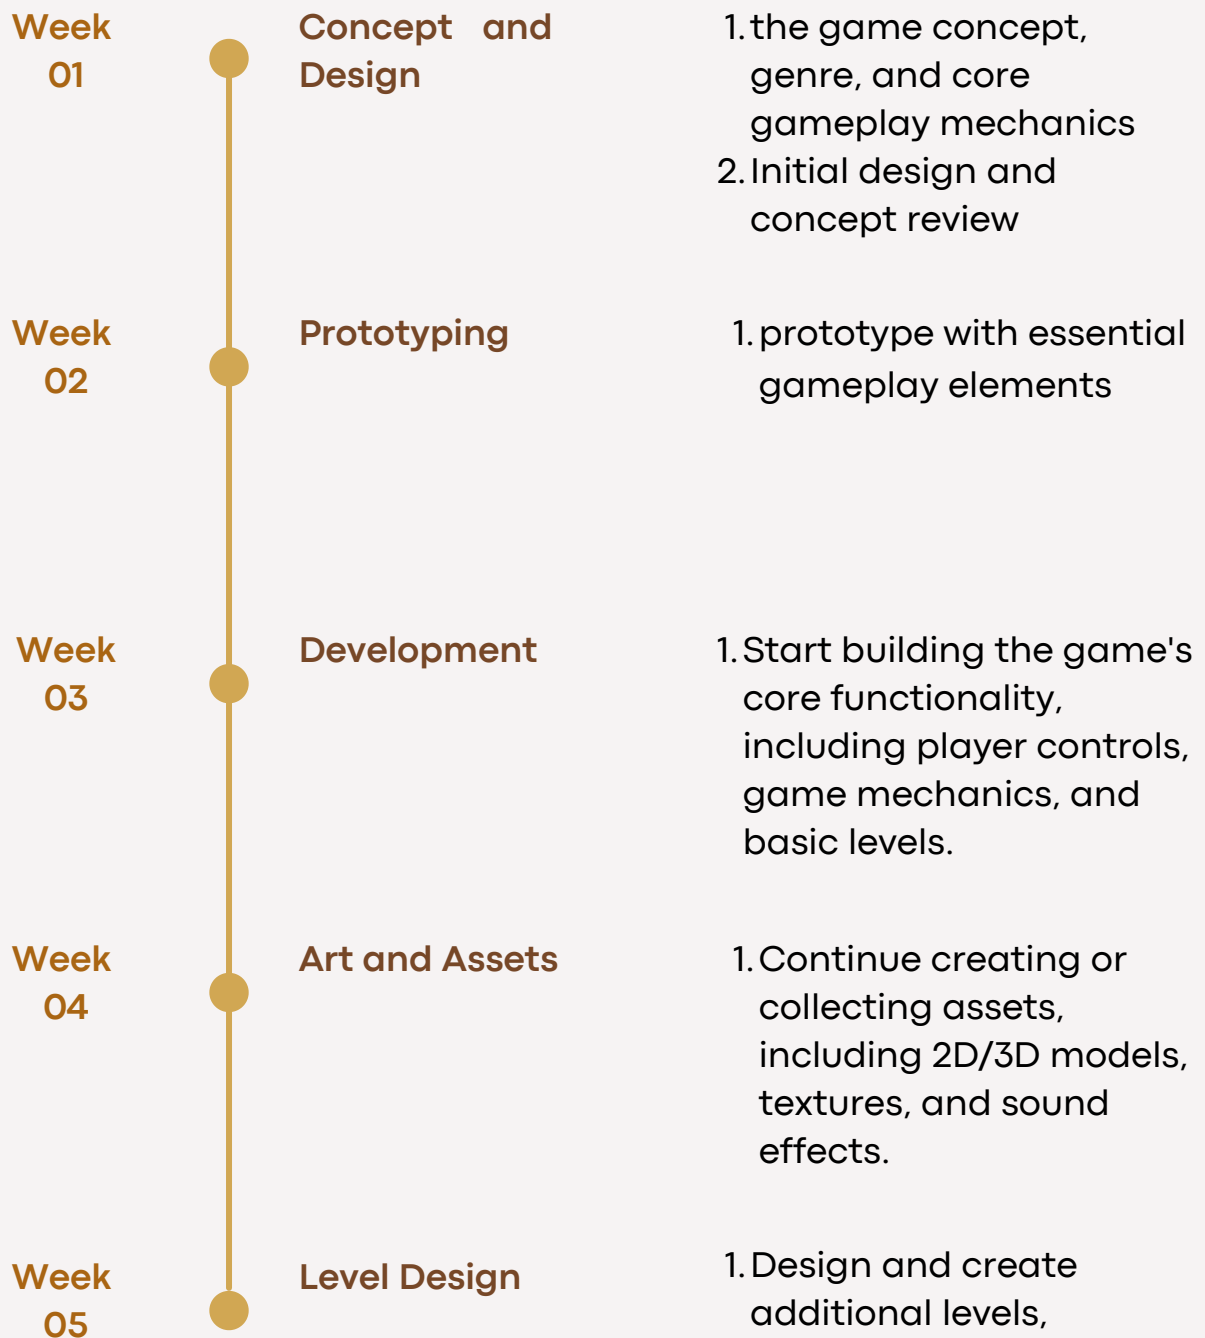 Week
01
Concept and
Design
1. the game concept,
genre, and core
gameplay mechanics
2. Initial design and
concept review
Week
02
Prototyping
1. prototype with essential
gameplay elements
Week
03
Development
1. Start building the game's
core functionality,
including player controls,
game mechanics, and
basic levels.
Week
04
Art and Assets
1. Continue creating or
collecting assets,
including 2D/3D models,
textures, and sound
effects.
Week
05
Level Design
1. Design and create
additional levels,